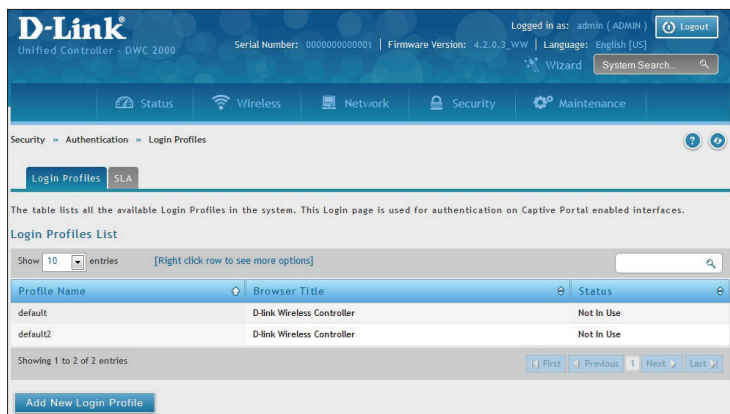 D-Link®
Unified Controller - DWC 2000
Logged in as: admin ( ADMIN )
Logout
Serial Number: 0000000000001 | Firmware Version: 4.2.0.3_WW | Language: English [US]
Wizard
System Search...
Status
Wireless
Network
Security
Maintenance
Security » Authentication » Login Profiles
?
Login Profiles
SLA
The table lists all the available Login Profiles in the system. This Login page is used for authentication on Captive Portal enabled interfaces.
Login Profiles List
Show 10 entries [Right click row to see more options]
Profile Name Browser Title Status
default D-link Wireless Controller Not In Use
default2 D-link Wireless Controller Not In Use
Showing 1 to 2 of 2 entries
First Previous 1 Next Last
Add New Login Profile